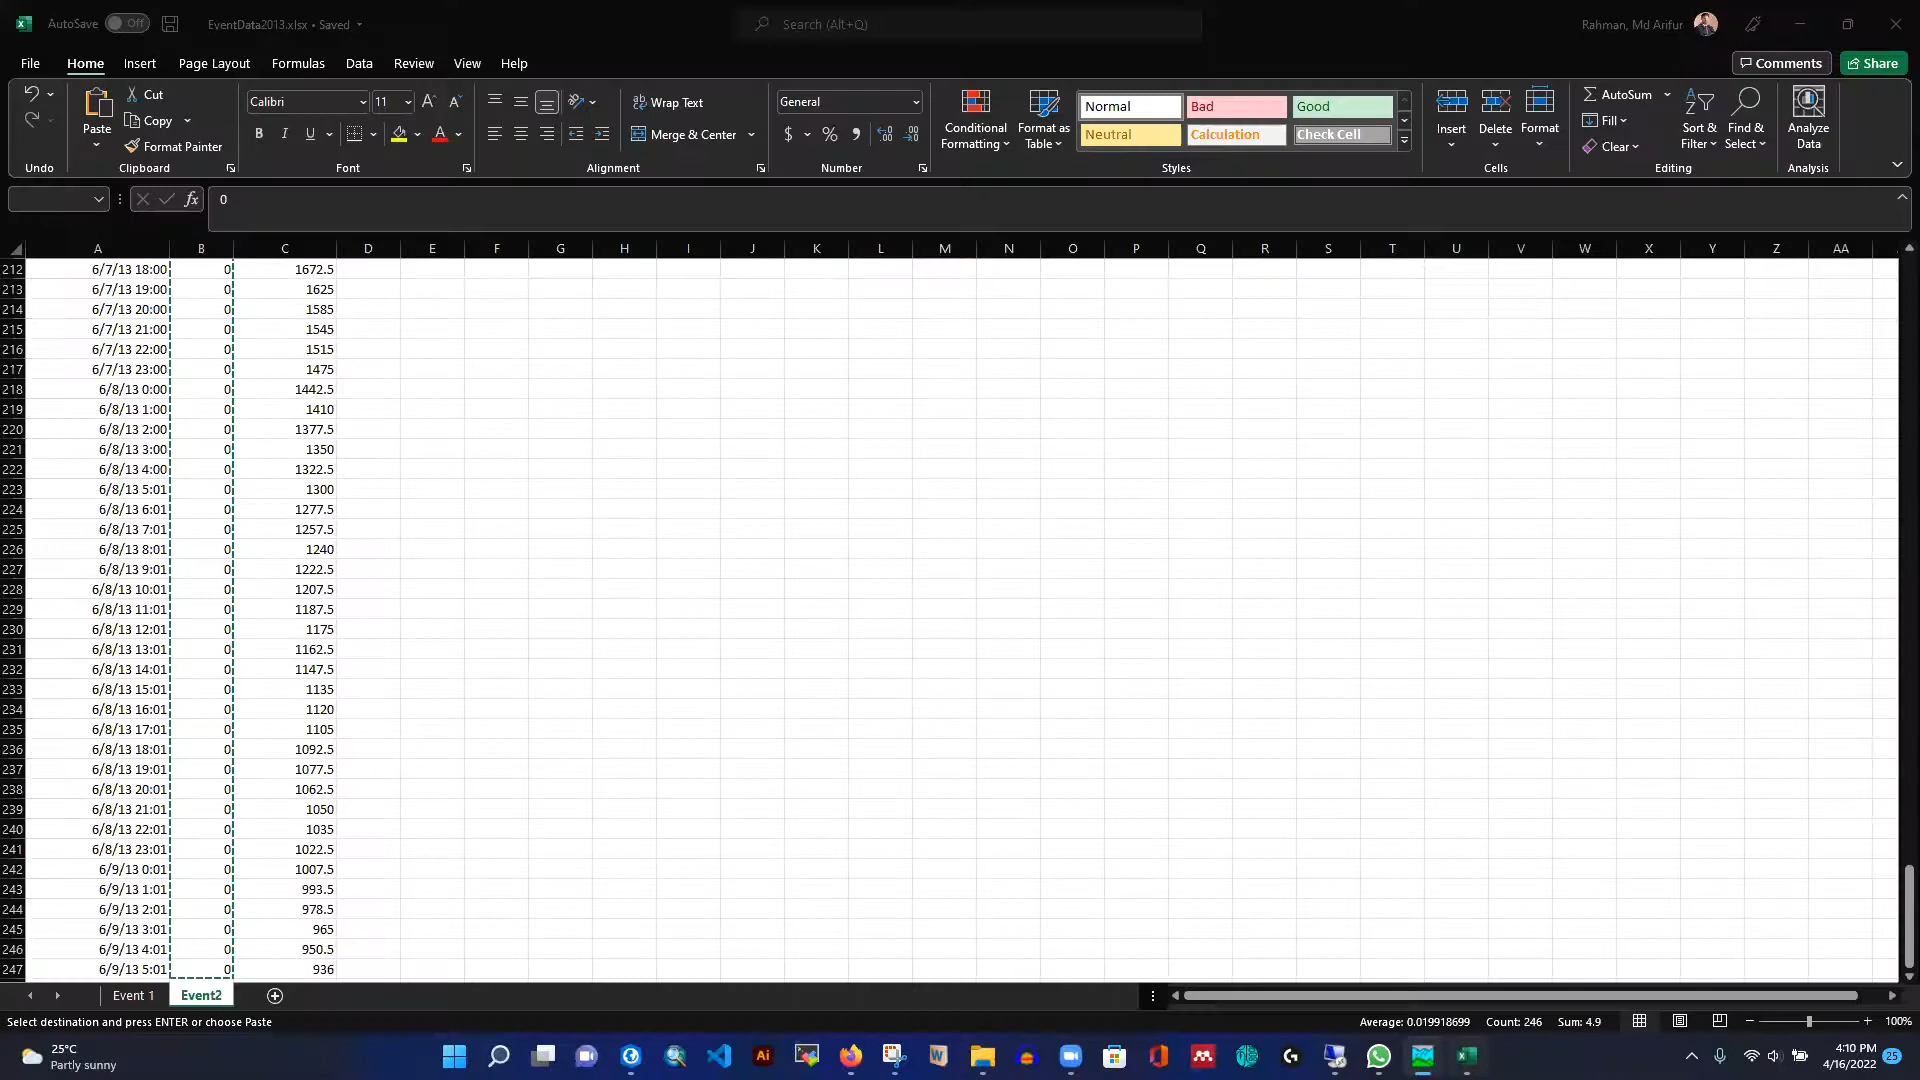 AutoSave Off EventData2013.xlsx • Saved Search (Alt+Q) Rahman, Md Arifur
File Home Insert Page Layout Formulas Data Review View Help Comments Share
Cut Calibri 11 Wrap Text General Normal Bad Good AutoSum
Paste Copy Merge & Center Conditional Formatting Format as Table Neutral Calculation Check Cell Insert Delete Format Fill Sort & Filter Find & Select Analyze Data
Format Painter B I U A $ % Clear
Undo Clipboard Font Alignment Number Styles Cells Editing Analysis
fx 0
A B C D E F G H I J K L M N O P Q R S T U V W X Y Z AA
212 6/7/13 18:00 0 1672.5
213 6/7/13 19:00 0 1625
214 6/7/13 20:00 0 1585
215 6/7/13 21:00 0 1545
216 6/7/13 22:00 0 1515
217 6/7/13 23:00 0 1475
218 6/8/13 0:00 0 1442.5
219 6/8/13 1:00 0 1410
220 6/8/13 2:00 0 1377.5
221 6/8/13 3:00 0 1350
222 6/8/13 4:00 0 1322.5
223 6/8/13 5:01 0 1300
224 6/8/13 6:01 0 1277.5
225 6/8/13 7:01 0 1257.5
226 6/8/13 8:01 0 1240
227 6/8/13 9:01 0 1222.5
228 6/8/13 10:01 0 1207.5
229 6/8/13 11:01 0 1187.5
230 6/8/13 12:01 0 1175
231 6/8/13 13:01 0 1162.5
232 6/8/13 14:01 0 1147.5
233 6/8/13 15:01 0 1135
234 6/8/13 16:01 0 1120
235 6/8/13 17:01 0 1105
236 6/8/13 18:01 0 1092.5
237 6/8/13 19:01 0 1077.5
238 6/8/13 20:01 0 1062.5
239 6/8/13 21:01 0 1050
240 6/8/13 22:01 0 1035
241 6/8/13 23:01 0 1022.5
242 6/9/13 0:01 0 1007.5
243 6/9/13 1:01 0 993.5
244 6/9/13 2:01 0 978.5
245 6/9/13 3:01 0 965
246 6/9/13 4:01 0 950.5
247 6/9/13 5:01 0 936
Event 1 Event2
Select destination and press ENTER or choose Paste Average: 0.019918699 Count: 246 Sum: 4.9 100%
25°C 4:10 PM
Partly sunny 4/16/2022 25